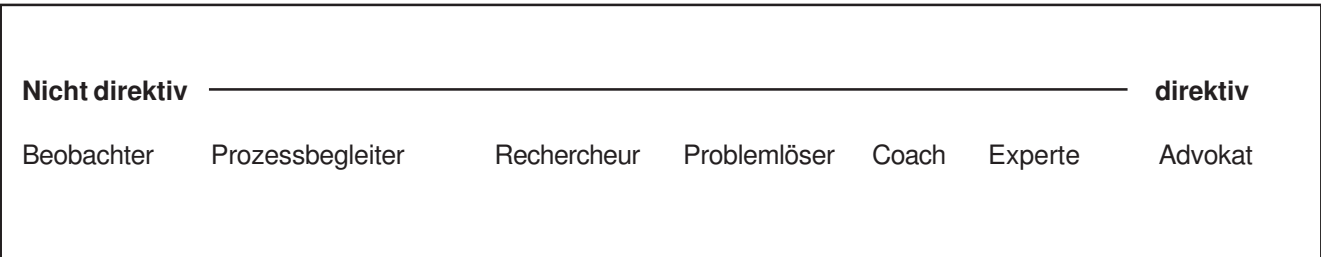 Nicht direktiv direktiv
Beobachter Prozessbegleiter Rechercheur Problemlöser Coach Experte Advokat